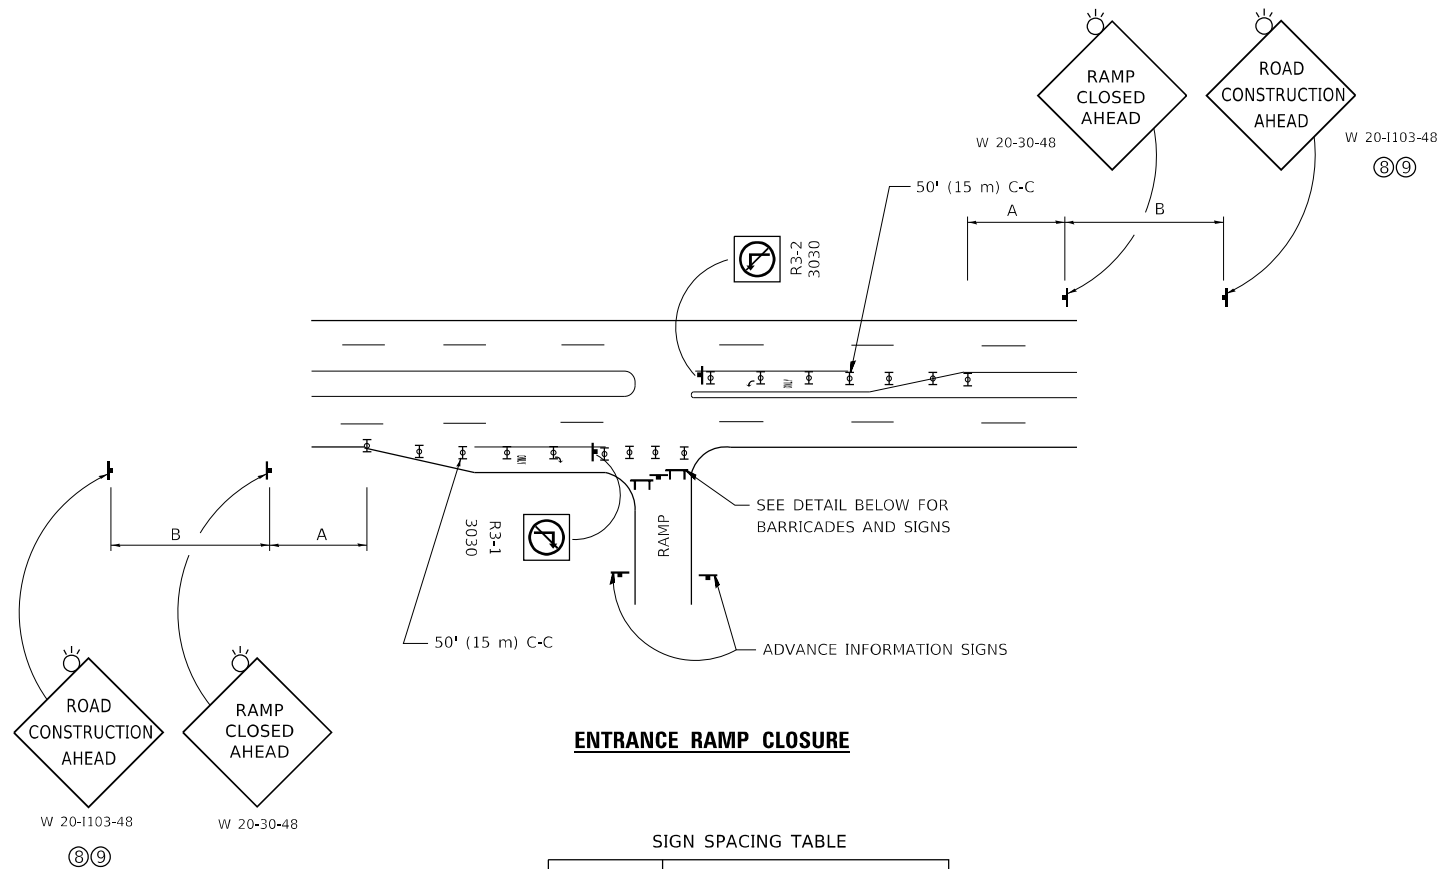 RAMP
CLOSED
AHEAD
W 20-30-48
ROAD
CONSTRUCTION
AHEAD
W 20-I103-48
⑧⑨
50' (15 m) C-C
A
B
R3-2
3030
ONLY
ONLY
SEE DETAIL BELOW FOR
BARRICADES AND SIGNS
RAMP
B
A
R3-1
3030
50' (15 m) C-C
ADVANCE INFORMATION SIGNS
ROAD
CONSTRUCTION
AHEAD
W 20-I103-48
⑧⑨
RAMP
CLOSED
AHEAD
W 20-30-48
ENTRANCE RAMP CLOSURE
SIGN SPACING TABLE